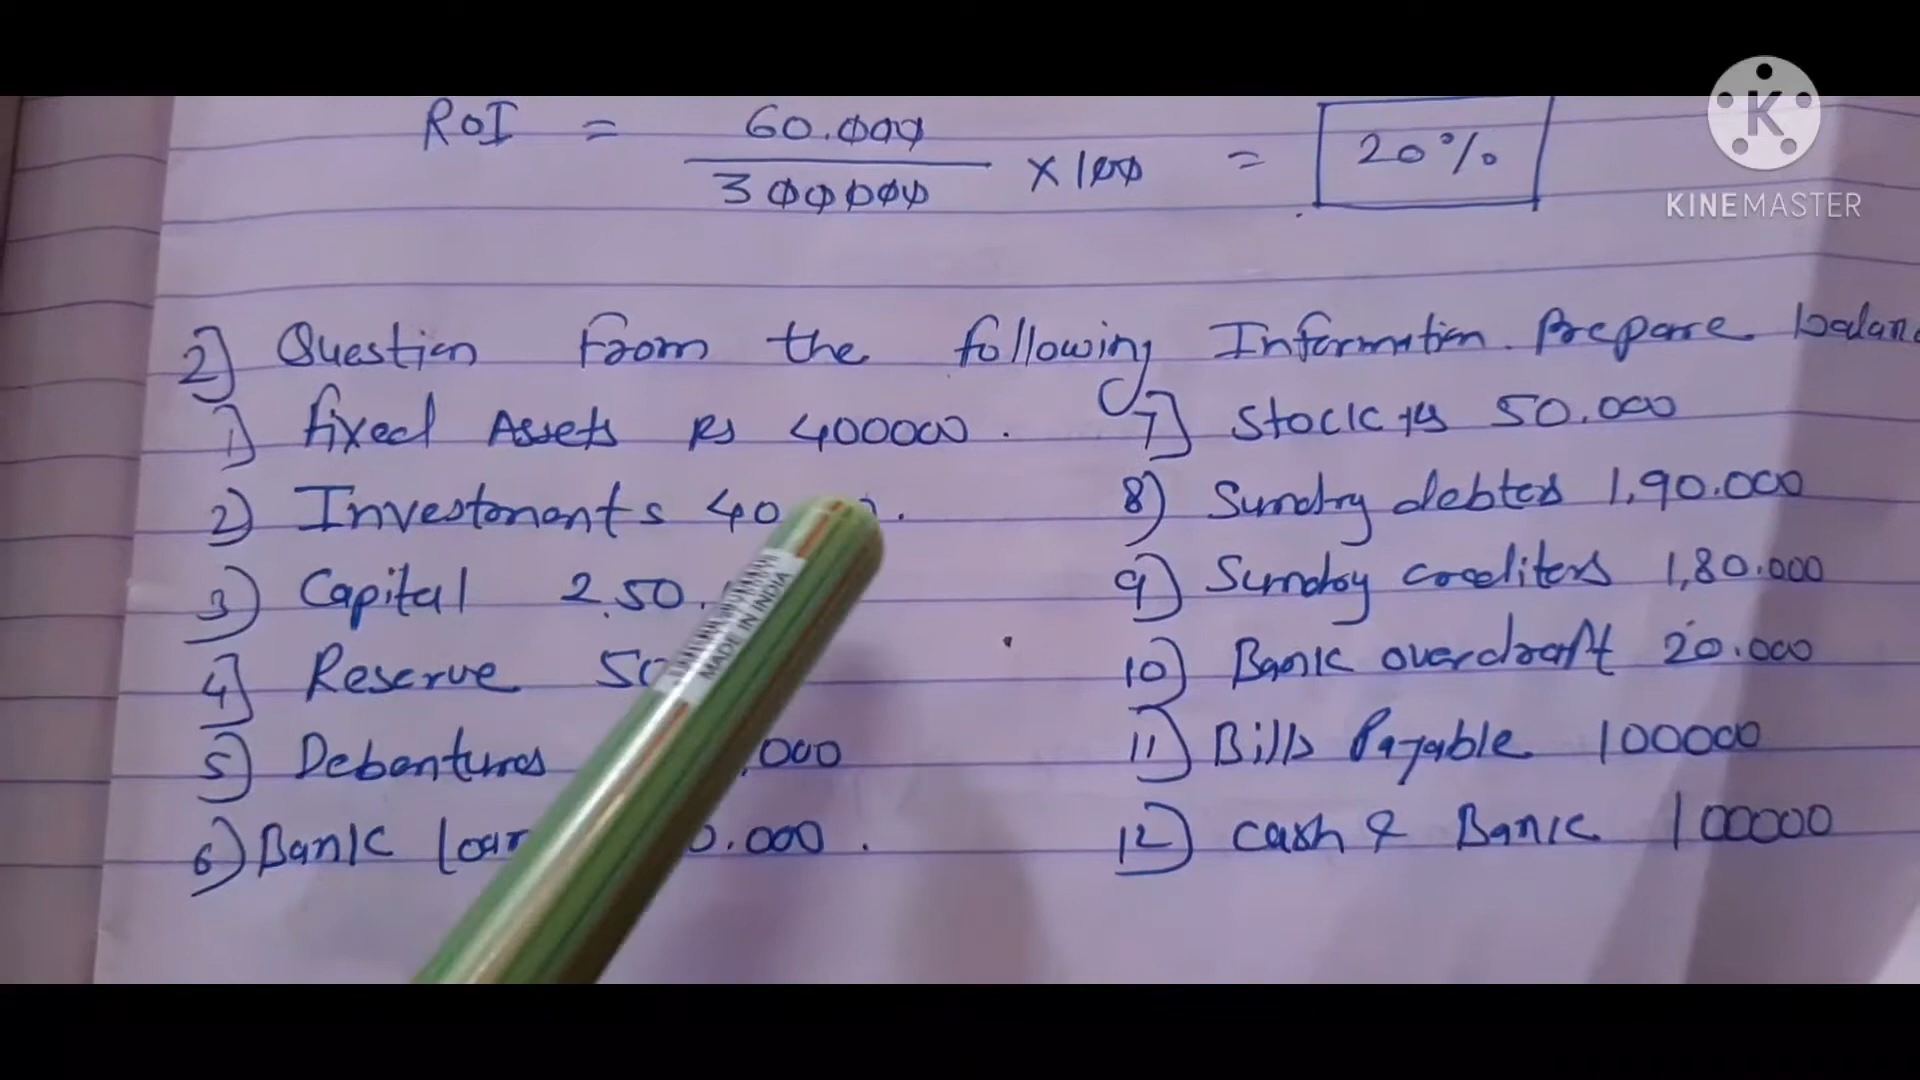 RoI = 60.000 / 300000 × 100 = 20%
K
KINEMASTER
2) Question From the following Information. Prepare
1) fixed Assets Rs 400000.
2) Investments
3) Capital
4) Reserve
5) Debentures
6) Bank
7) Stock Rs 50.000
8) Sundry debtes 1,90.000
9) Sundry crediters 1,80.000
10) Bank overdraft 20.000
11) Bills Payable 100000
12) Cash & Bank 100000
MADE IN INDIA